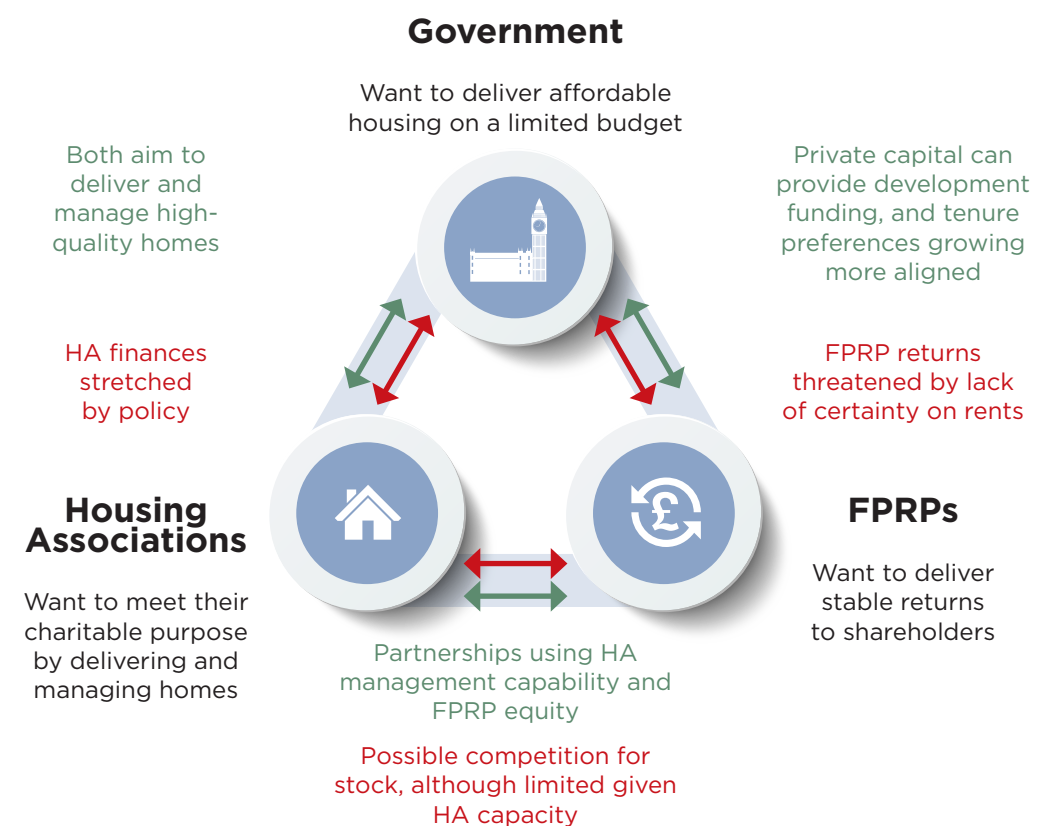 Government
Want to deliver affordable
housing on a limited budget
Both aim to
deliver and
manage high-
quality homes
Private capital can
provide development
funding, and tenure
preferences growing
more aligned
HA finances
stretched
by policy
FPRP returns
threatened by lack
of certainty on rents
Housing
Associations
Want to meet their
charitable purpose
by delivering and
managing homes
£
FPRPs
Want to deliver
stable returns
to shareholders
Partnerships using HA
management capability and
FPRP equity
Possible competition for
stock, although limited given
HA capacity